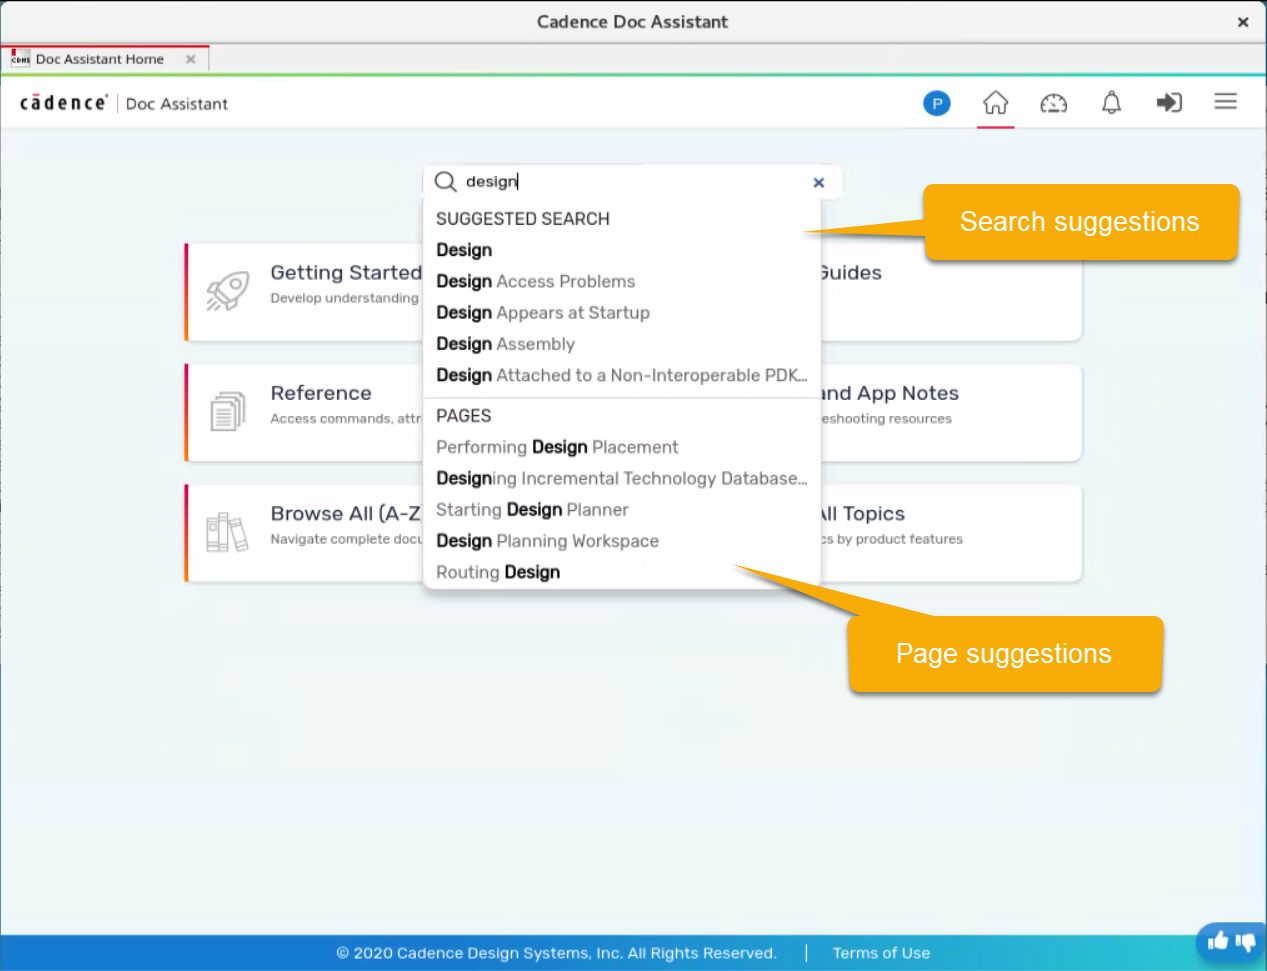 Cadence Doc Assistant
CDNS Doc Assistant Home
cādence Doc Assistant
P
design
Search suggestions
SUGGESTED SEARCH
Design
Design Access Problems
Design Appears at Startup
Design Assembly
Design Attached to a Non-Interoperable PDK...
PAGES
Performing Design Placement
Designing Incremental Technology Database...
Starting Design Planner
Design Planning Workspace
Routing Design
Getting Started
Develop understanding
Guides
Reference
Access commands, attr
and App Notes
eshooting resources
Browse All (A-Z)
Navigate complete docu
All Topics
cs by product features
Page suggestions
© 2020 Cadence Design Systems, Inc. All Rights Reserved.
Terms of Use